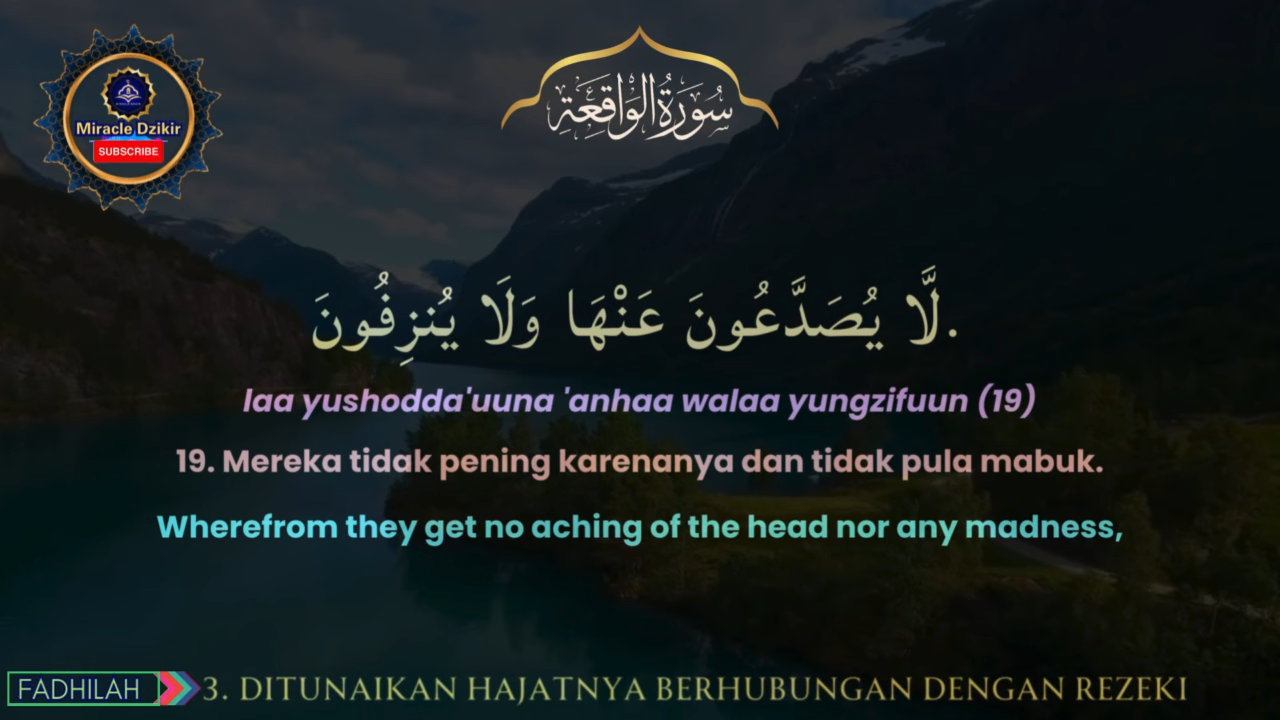 Miracle Dzikir
SUBSCRIBE
سُورَةُ الْوَاقِعَةِ
لَّا يُصَدَّعُونَ عَنْهَا وَلَا يُنزِفُونَ.
laa yushodda'uuna 'anhaa walaa yungzifuun (19)
19. Mereka tidak pening karenanya dan tidak pula mabuk.
Wherefrom they get no aching of the head nor any madness,
FADHILAH 3. DITUNAIKAN HAJATNYA BERHUBUNGAN DENGAN REZEKI